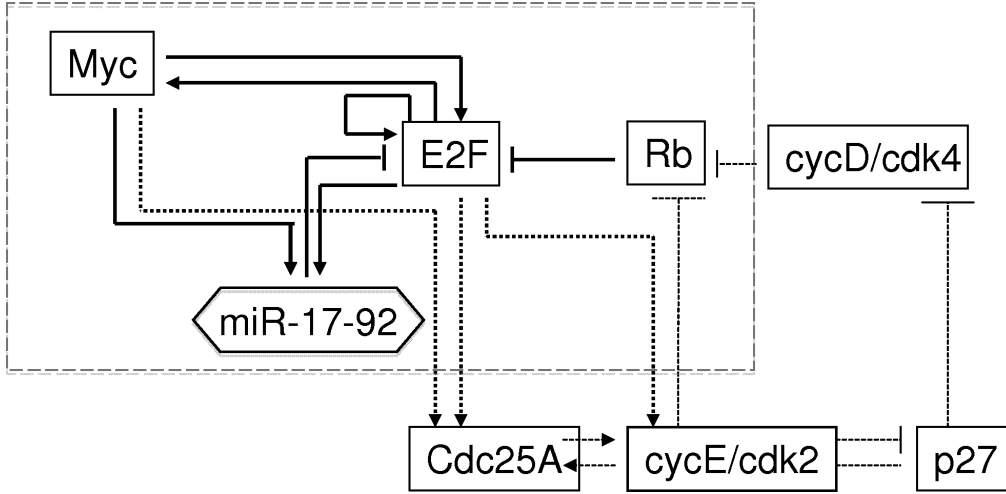 Myc
E2F
Rb
cycD/cdk4
miR-17-92
Cdc25A
cycE/cdk2
p27